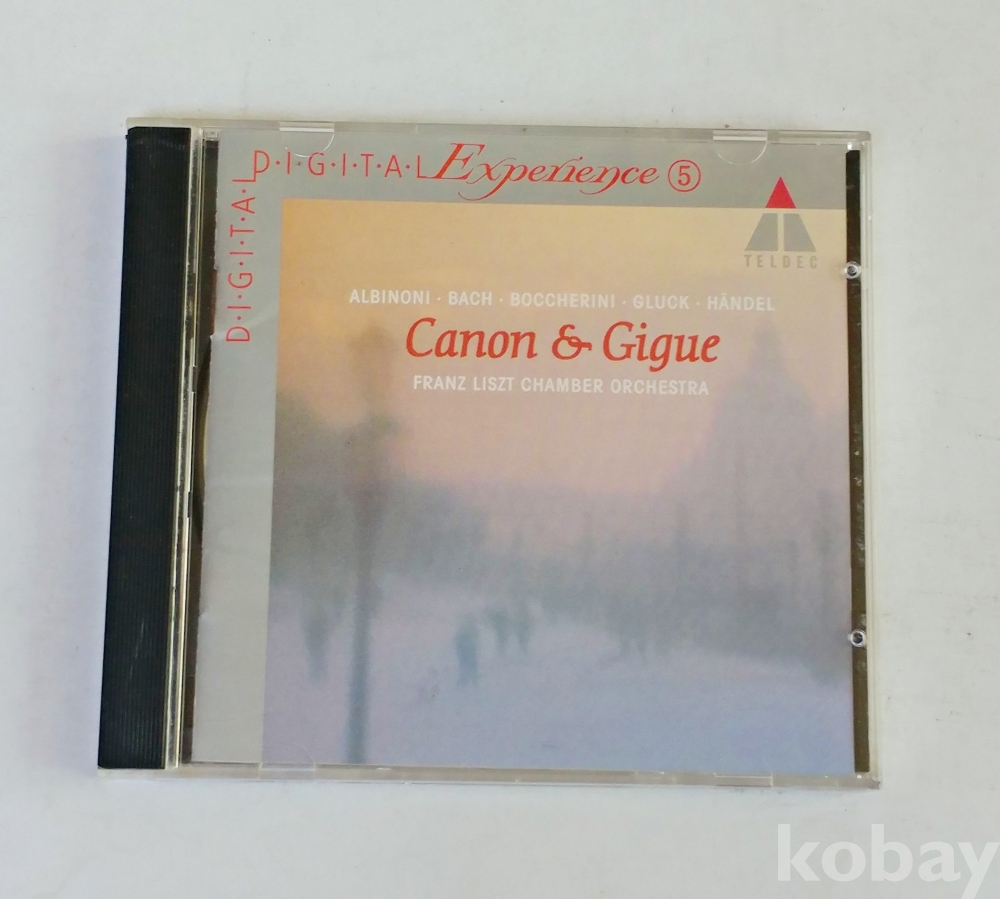 D·I·G·I·T·A·L Experience 5
D·I·G·I·T·A·L
TELDEC
ALBINONI · BACH · BOCCHERINI · GLUCK · HÄNDEL
Canon & Gigue
FRANZ LISZT CHAMBER ORCHESTRA
kobay